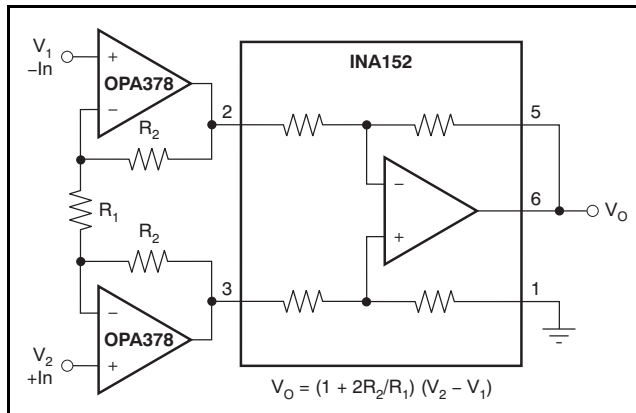 V1
–In
+
OPA378
–
R2
R1
R2
–
OPA378
+
V2
+In
INA152
2
5
–
+
6
VO
3
1
VO = (1 + 2R2/R1) (V2 – V1)